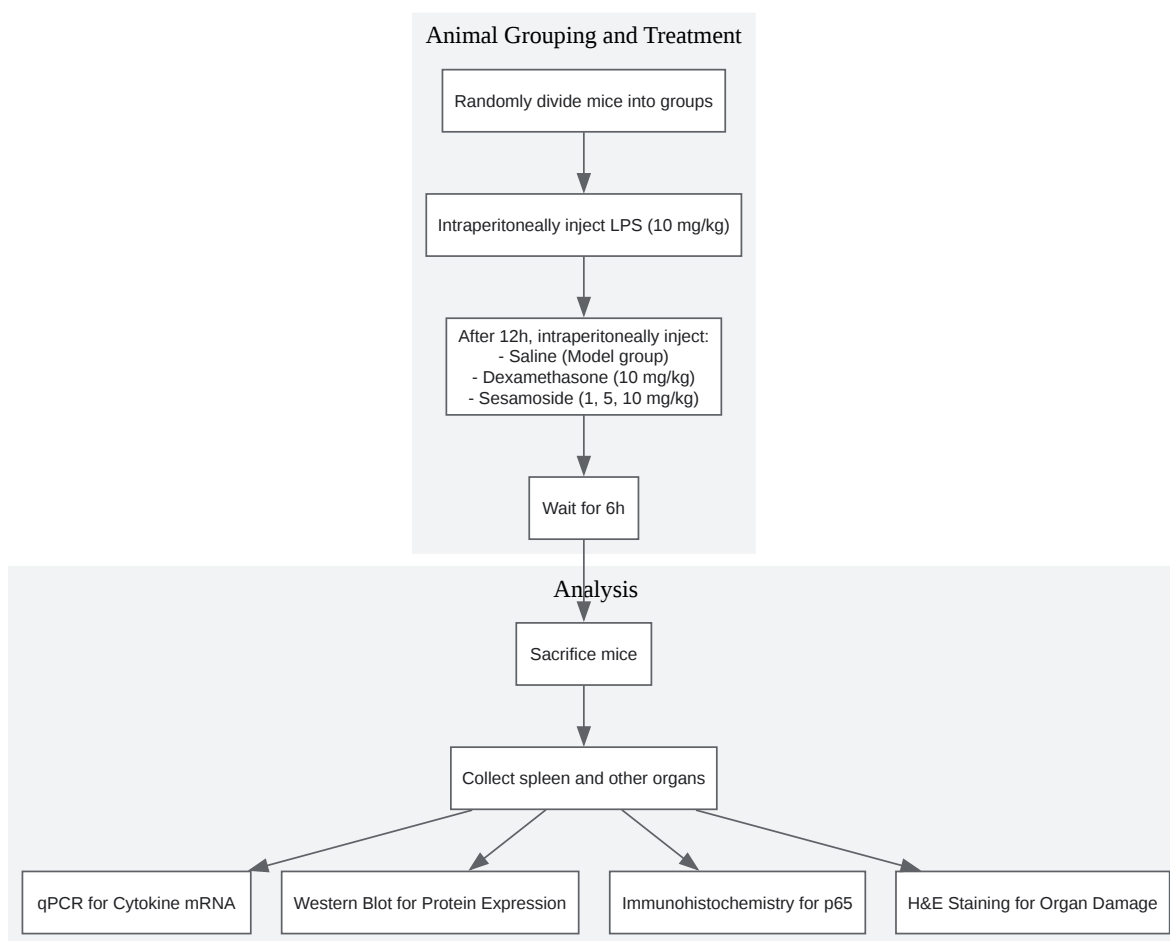 Animal Grouping and Treatment
Randomly divide mice into groups
Intraperitoneally inject LPS (10 mg/kg)
After 12h, intraperitoneally inject:
- Saline (Model group)
- Dexamethasone (10 mg/kg)
- Sesamoside (1, 5, 10 mg/kg)
Wait for 6h
Analysis
Sacrifice mice
Collect spleen and other organs
qPCR for Cytokine mRNA
Western Blot for Protein Expression
Immunohistochemistry for p65
H&E Staining for Organ Damage